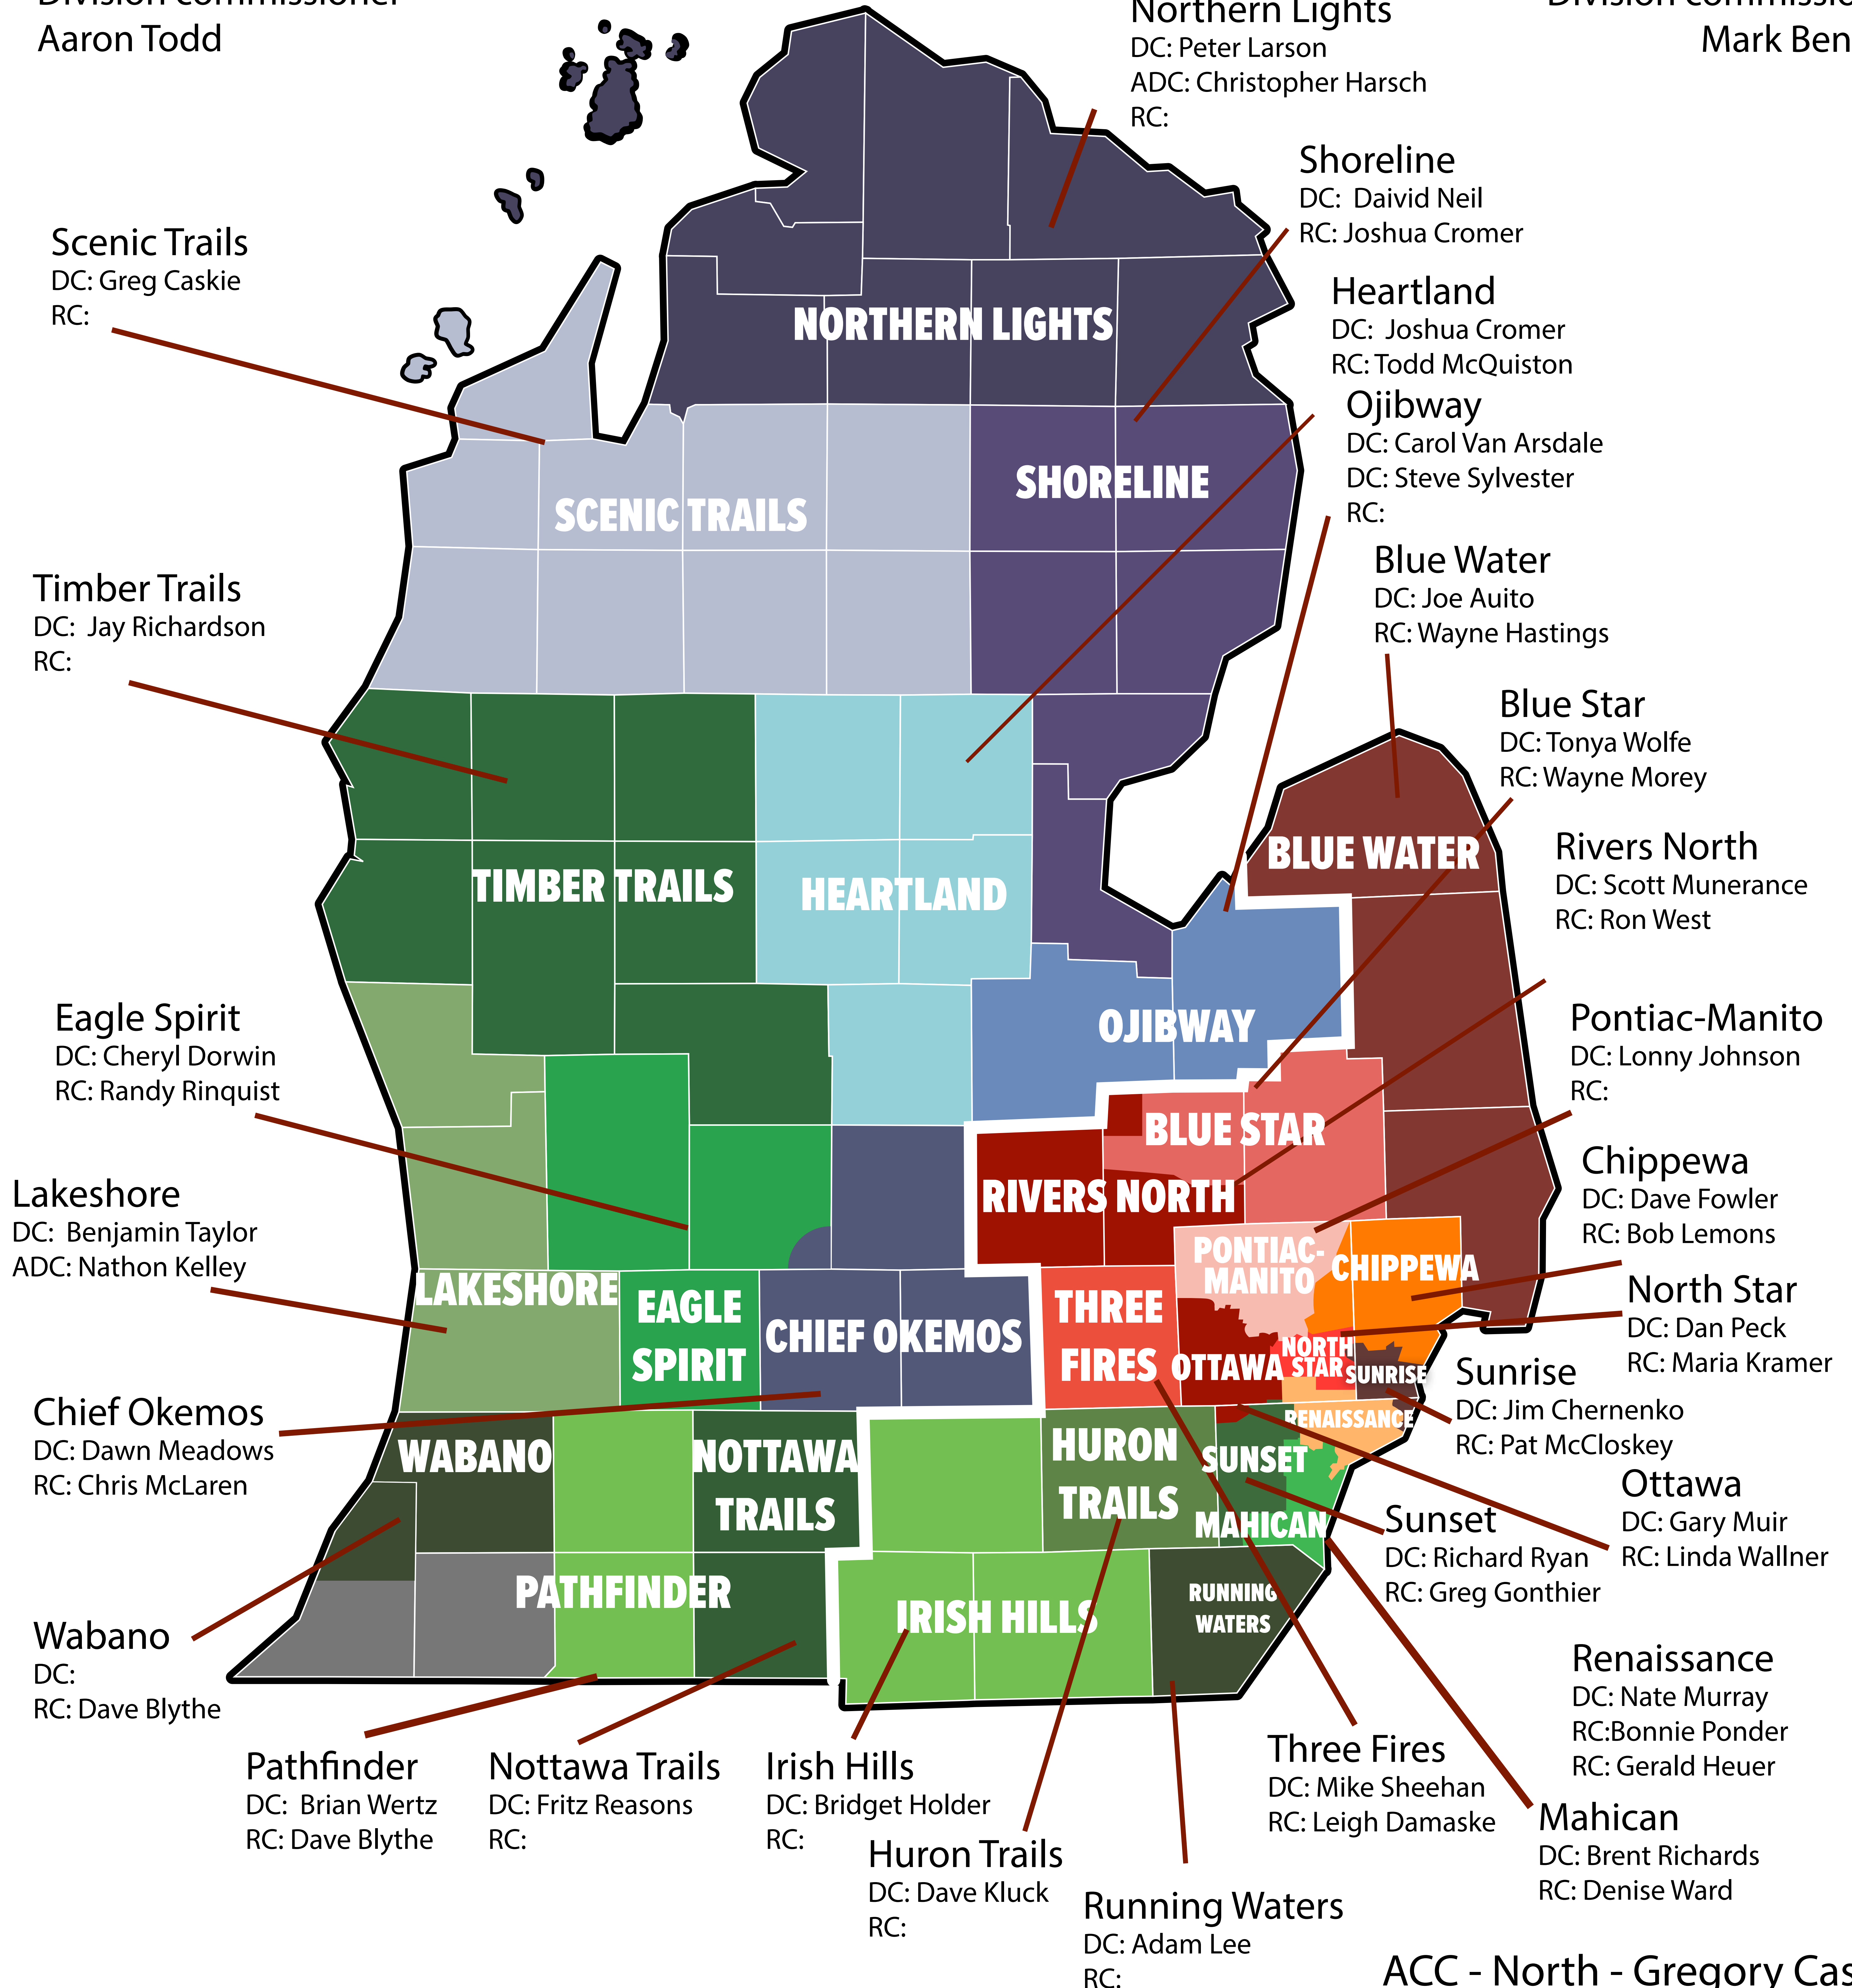 Division commissioner
Aaron Todd
Mark Ben
Northern Lights
DC: Peter Larson
ADC: Christopher Harsch
RC:
Shoreline
DC: Daivid Neil
RC: Joshua Cromer
Heartland
DC: Joshua Cromer
RC: Todd McQuiston
Ojibway
DC: Carol Van Arsdale
DC: Steve Sylvester
RC:
Blue Water
DC: Joe Auito
RC: Wayne Hastings
Blue Star
DC: Tonya Wolfe
RC: Wayne Morey
Rivers North
DC: Scott Munerance
RC: Ron West
Pontiac-Manito
DC: Lonny Johnson
RC:
Chippewa
DC: Dave Fowler
RC: Bob Lemons
North Star
DC: Dan Peck
RC: Maria Kramer
Sunrise
DC: Jim Chernenko
RC: Pat McCloskey
Ottawa
DC: Gary Muir
RC: Linda Wallner
Sunset
DC: Richard Ryan
RC: Greg Gonthier
Renaissance
DC: Nate Murray
RC:Bonnie Ponder
RC: Gerald Heuer
Mahican
DC: Brent Richards
RC: Denise Ward
Three Fires
DC: Mike Sheehan
RC: Leigh Damaske
Running Waters
DC: Adam Lee
RC:
Huron Trails
DC: Dave Kluck
RC:
Irish Hills
DC: Bridget Holder
RC:
Nottawa Trails
DC: Fritz Reasons
RC:
Pathfinder
DC: Brian Wertz
RC: Dave Blythe
Wabano
DC:
RC: Dave Blythe
Chief Okemos
DC: Dawn Meadows
RC: Chris McLaren
Lakeshore
DC: Benjamin Taylor
ADC: Nathon Kelley
Eagle Spirit
DC: Cheryl Dorwin
RC: Randy Rinquist
Timber Trails
DC: Jay Richardson
RC:
Scenic Trails
DC: Greg Caskie
RC:
NORTHERN LIGHTS
SHORELINE
SCENIC TRAILS
BLUE WATER
TIMBER TRAILS
HEARTLAND
OJIBWAY
BLUE STAR
RIVERS NORTH
PONTIAC-
MANITO
CHIPPEWA
LAKESHORE
EAGLE
SPIRIT
CHIEF OKEMOS
THREE
FIRES
OTTAWA
NORTH
STAR
SUNRISE
RENAISSANCE
WABANO
NOTTAWA
TRAILS
HURON
TRAILS
SUNSET
MAHICAN
PATHFINDER
IRISH HILLS
RUNNING
WATERS
ACC - North - Gregory Cas